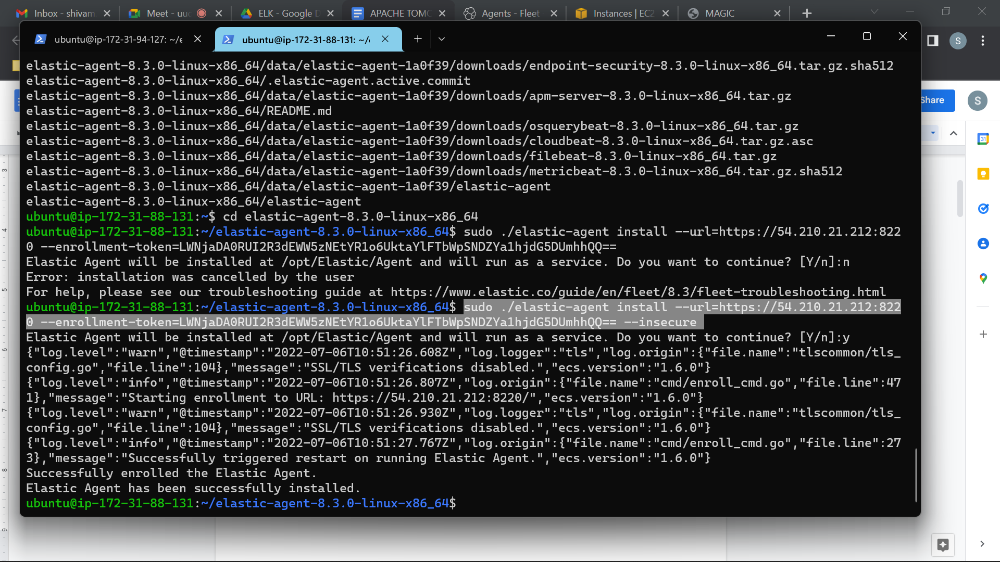 Inbox - shivam
Meet - uu
ELK - Google D
APACHE TOMC
Agents - Fleet
Instances | EC2
MAGIC
ubuntu@ip-172-31-94-127: ~/e
ubuntu@ip-172-31-88-131: ~/
S
elastic-agent-8.3.0-linux-x86_64/data/elastic-agent-1a0f39/downloads/endpoint-security-8.3.0-linux-x86_64.tar.gz.sha512
elastic-agent-8.3.0-linux-x86_64/.elastic-agent.active.commit
elastic-agent-8.3.0-linux-x86_64/data/elastic-agent-1a0f39/downloads/apm-server-8.3.0-linux-x86_64.tar.gz
elastic-agent-8.3.0-linux-x86_64/README.md
elastic-agent-8.3.0-linux-x86_64/data/elastic-agent-1a0f39/downloads/osquerybeat-8.3.0-linux-x86_64.tar.gz
elastic-agent-8.3.0-linux-x86_64/data/elastic-agent-1a0f39/downloads/cloudbeat-8.3.0-linux-x86_64.tar.gz.asc
elastic-agent-8.3.0-linux-x86_64/data/elastic-agent-1a0f39/downloads/filebeat-8.3.0-linux-x86_64.tar.gz
elastic-agent-8.3.0-linux-x86_64/data/elastic-agent-1a0f39/downloads/metricbeat-8.3.0-linux-x86_64.tar.gz.sha512
elastic-agent-8.3.0-linux-x86_64/data/elastic-agent-1a0f39/elastic-agent
elastic-agent-8.3.0-linux-x86_64/elastic-agent
ubuntu@ip-172-31-88-131:~$ cd elastic-agent-8.3.0-linux-x86_64
ubuntu@ip-172-31-88-131:~/elastic-agent-8.3.0-linux-x86_64$ sudo ./elastic-agent install --url=https://54.210.21.212:822
0 --enrollment-token=LWNjaDA0RUI2R3dEWW5zNEtYR1o6UktaYlFTbWpSNDZYa1hjdG5DUmhhQQ==
Elastic Agent will be installed at /opt/Elastic/Agent and will run as a service. Do you want to continue? [Y/n]:n
Error: installation was cancelled by the user
For help, please see our troubleshooting guide at https://www.elastic.co/guide/en/fleet/8.3/fleet-troubleshooting.html
ubuntu@ip-172-31-88-131:~/elastic-agent-8.3.0-linux-x86_64$ sudo ./elastic-agent install --url=https://54.210.21.212:822
0 --enrollment-token=LWNjaDA0RUI2R3dEWW5zNEtYR1o6UktaYlFTbWpSNDZYa1hjdG5DUmhhQQ== --insecure
Elastic Agent will be installed at /opt/Elastic/Agent and will run as a service. Do you want to continue? [Y/n]:y
{"log.level":"warn","@timestamp":"2022-07-06T10:51:26.608Z","log.logger":"tls","log.origin":{"file.name":"tlscommon/tls_
config.go","file.line":104},"message":"SSL/TLS verifications disabled.","ecs.version":"1.6.0"}
{"log.level":"info","@timestamp":"2022-07-06T10:51:26.807Z","log.origin":{"file.name":"cmd/enroll_cmd.go","file.line":47
1},"message":"Starting enrollment to URL: https://54.210.21.212:8220/","ecs.version":"1.6.0"}
{"log.level":"warn","@timestamp":"2022-07-06T10:51:26.930Z","log.logger":"tls","log.origin":{"file.name":"tlscommon/tls_
config.go","file.line":104},"message":"SSL/TLS verifications disabled.","ecs.version":"1.6.0"}
{"log.level":"info","@timestamp":"2022-07-06T10:51:27.767Z","log.origin":{"file.name":"cmd/enroll_cmd.go","file.line":27
3},"message":"Successfully triggered restart on running Elastic Agent.","ecs.version":"1.6.0"}
Successfully enrolled the Elastic Agent.
Elastic Agent has been successfully installed.
ubuntu@ip-172-31-88-131:~/elastic-agent-8.3.0-linux-x86_64$
Share
S
31
3
4
5
6
7
8
9